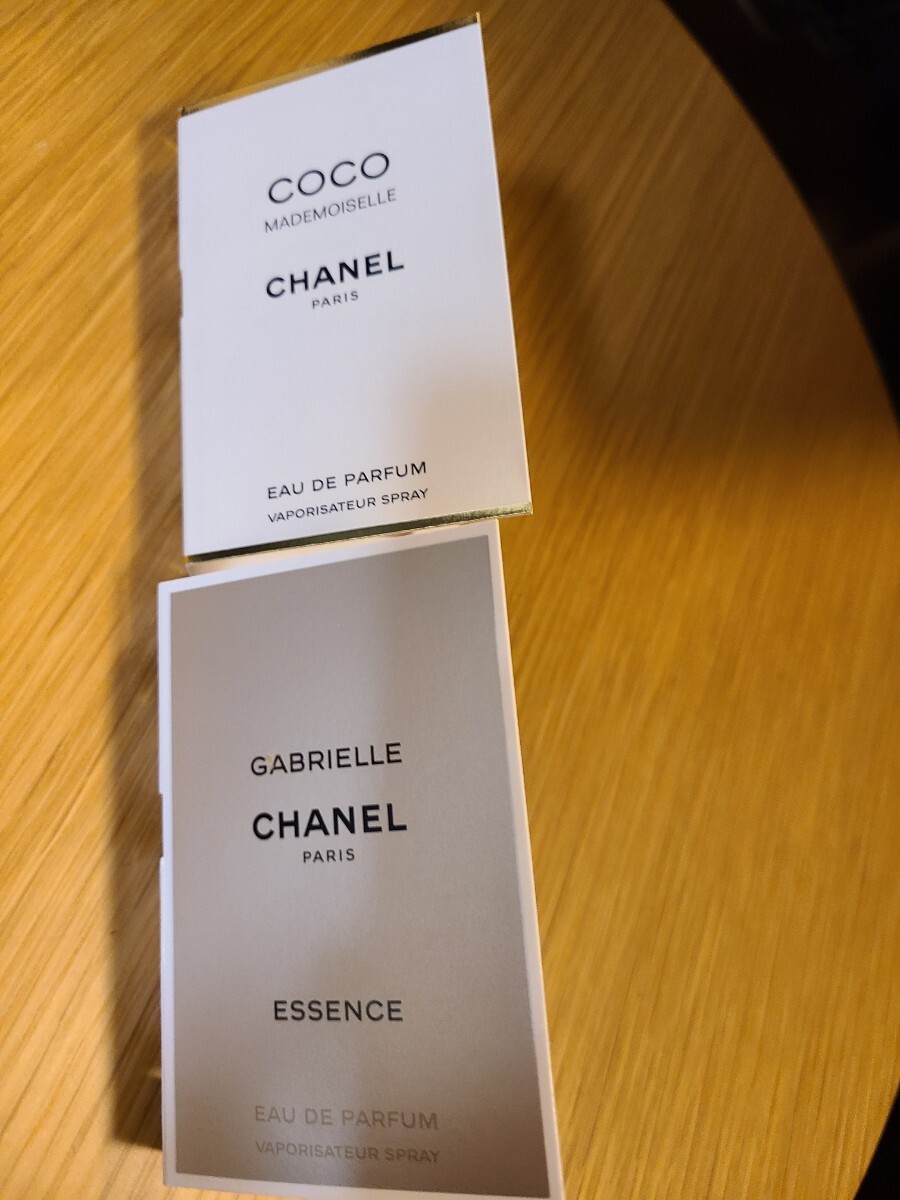 COCO
MADEMOISELLE
CHANEL
PARIS
EAU DE PARFUM
VAPORISATEUR SPRAY
GABRIELLE
CHANEL
PARIS
ESSENCE
EAU DE PARFUM
VAPORISATEUR SPRAY